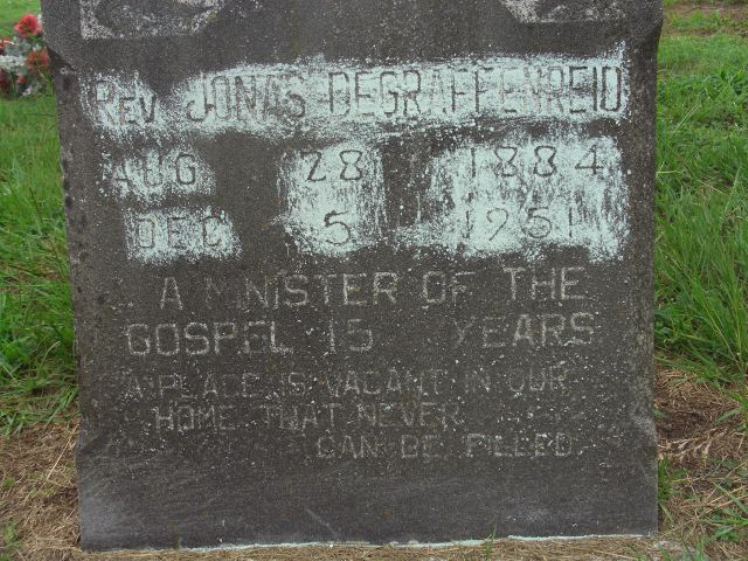 REV JONAS DEGRAFFENREID
AUG 28 1884
DEC 5 1951
A MINISTER OF THE
GOSPEL 15 YEARS
A PLACE IS VACANT IN OUR
HOME THAT NEVER
CAN BE FILLED